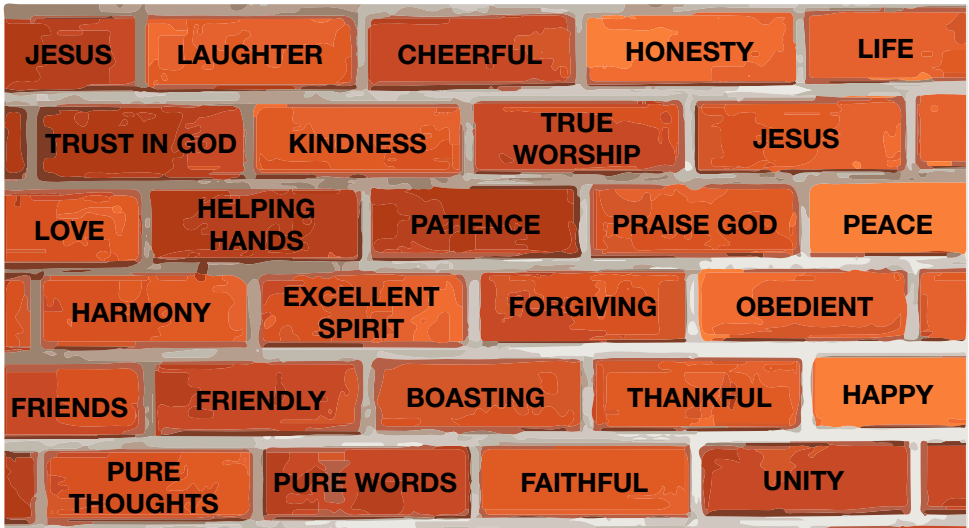 JESUS
LAUGHTER
CHEERFUL
HONESTY
LIFE
TRUST IN GOD
KINDNESS
TRUE
WORSHIP
JESUS
LOVE
HELPING
HANDS
PATIENCE
PRAISE GOD
PEACE
HARMONY
EXCELLENT
SPIRIT
FORGIVING
OBEDIENT
FRIENDS
FRIENDLY
BOASTING
THANKFUL
HAPPY
PURE
THOUGHTS
PURE WORDS
FAITHFUL
UNITY